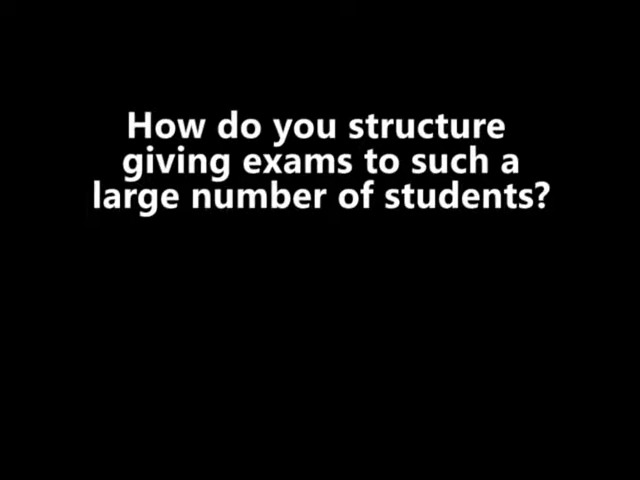 How do you structure
giving exams to such a
large number of students?